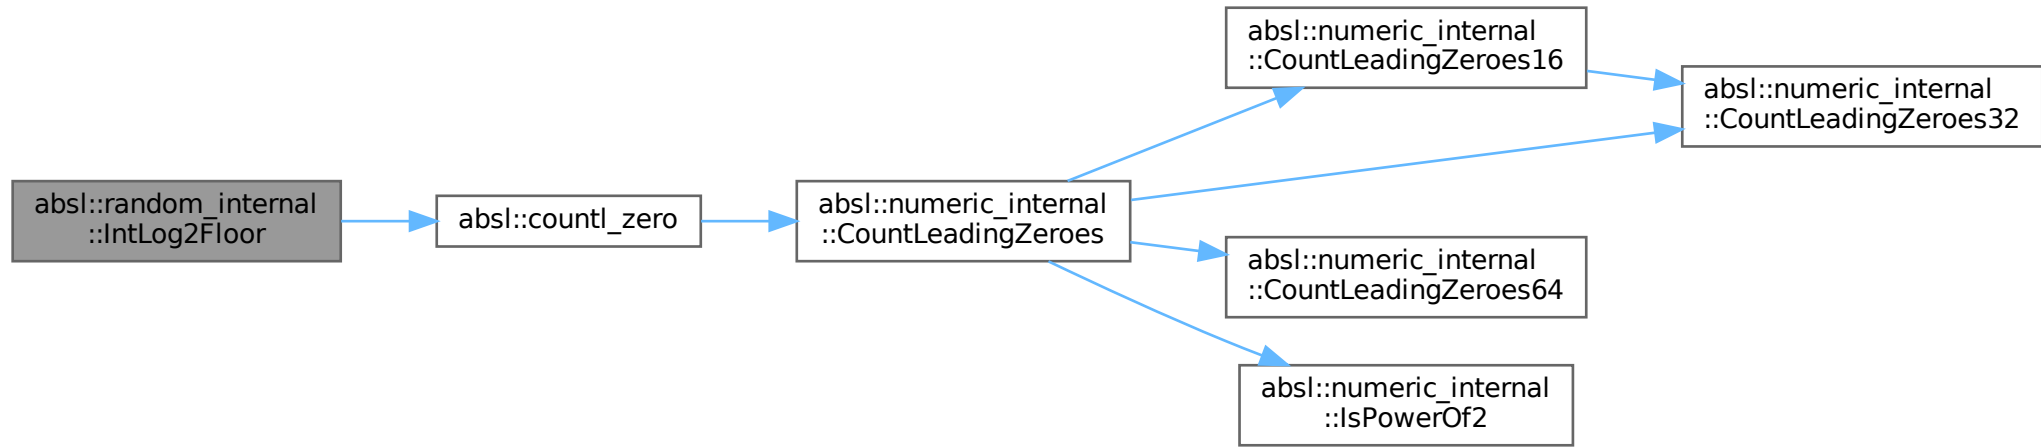 absl::random_internal
::IntLog2Floor
absl::countl_zero
absl::numeric_internal
::CountLeadingZeroes
absl::numeric_internal
::CountLeadingZeroes16
absl::numeric_internal
::CountLeadingZeroes32
absl::numeric_internal
::CountLeadingZeroes64
absl::numeric_internal
::IsPowerOf2